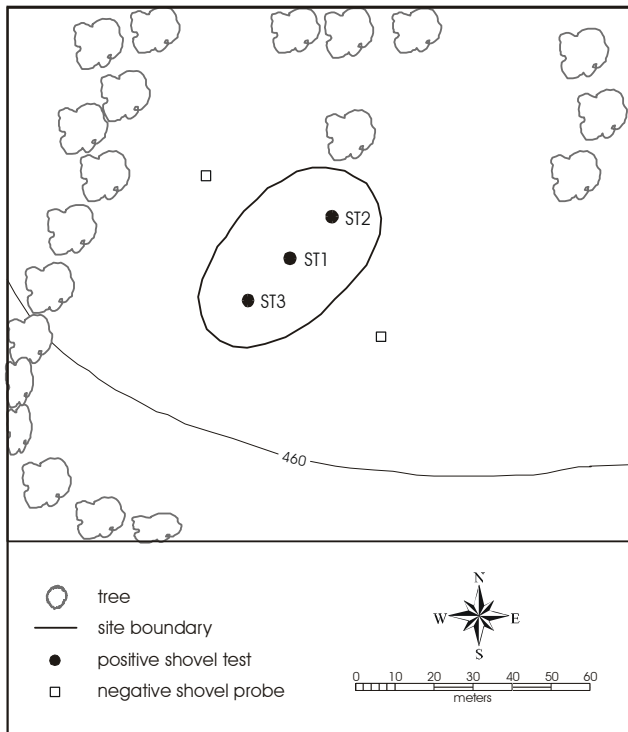 ST2
ST1
ST3
460
tree
site boundary
positive shovel test
negative shovel probe
N
W E
S
0 10 20 30 40 50 60
meters